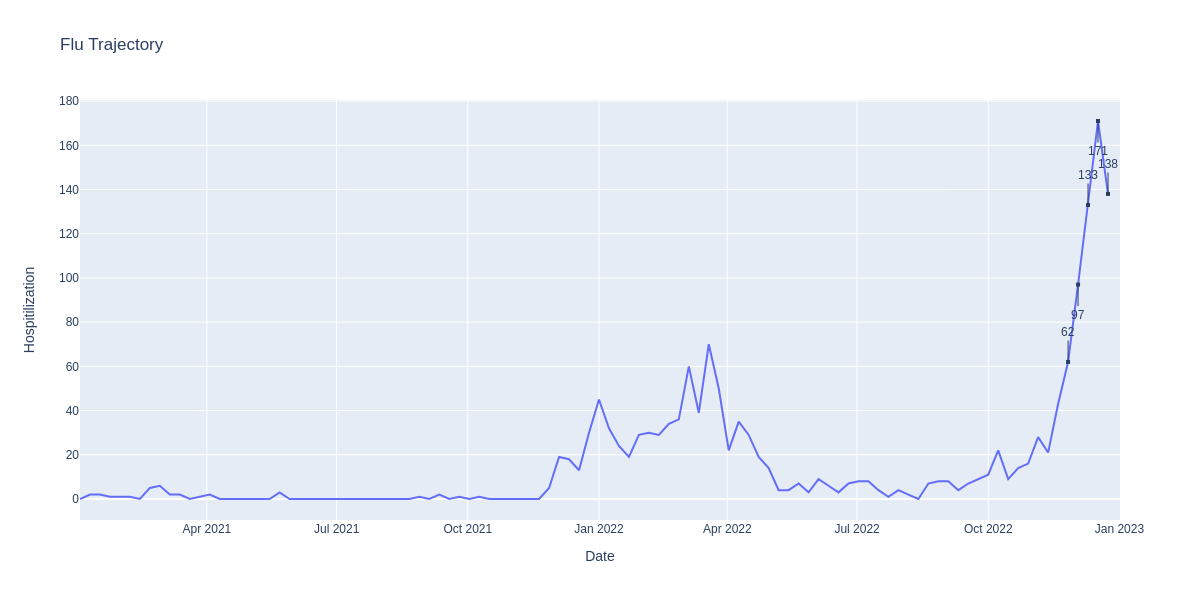 Flu Trajectory
180
160
140
120
100
80
60
40
20
0
171
138
133
97
62
Apr 2021
Jul 2021
Oct 2021
Jan 2022
Apr 2022
Jul 2022
Oct 2022
Jan 2023
Date
Hospitilization